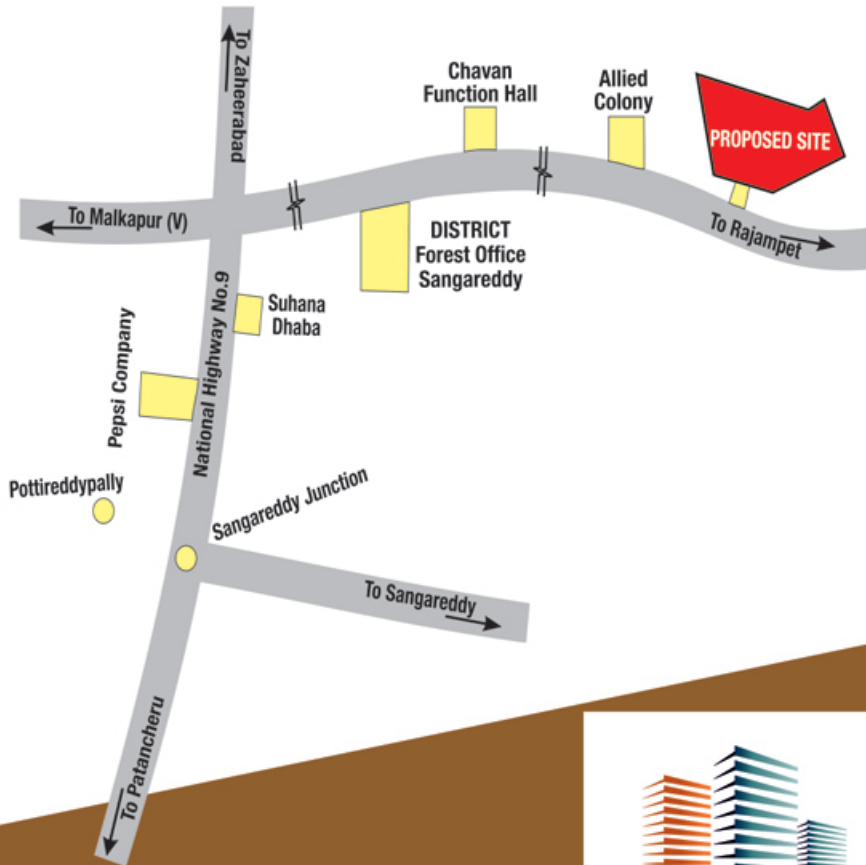 To Zaheerabad
Chavan
Function Hall
Allied
Colony
PROPOSED SITE
To Malkapur (V)
To Rajampet
DISTRICT
Forest Office
Sangareddy
Suhana
Dhaba
National Highway No.9
Pepsi Company
Pottireddypally
Sangareddy Junction
To Sangareddy
To Patancheru